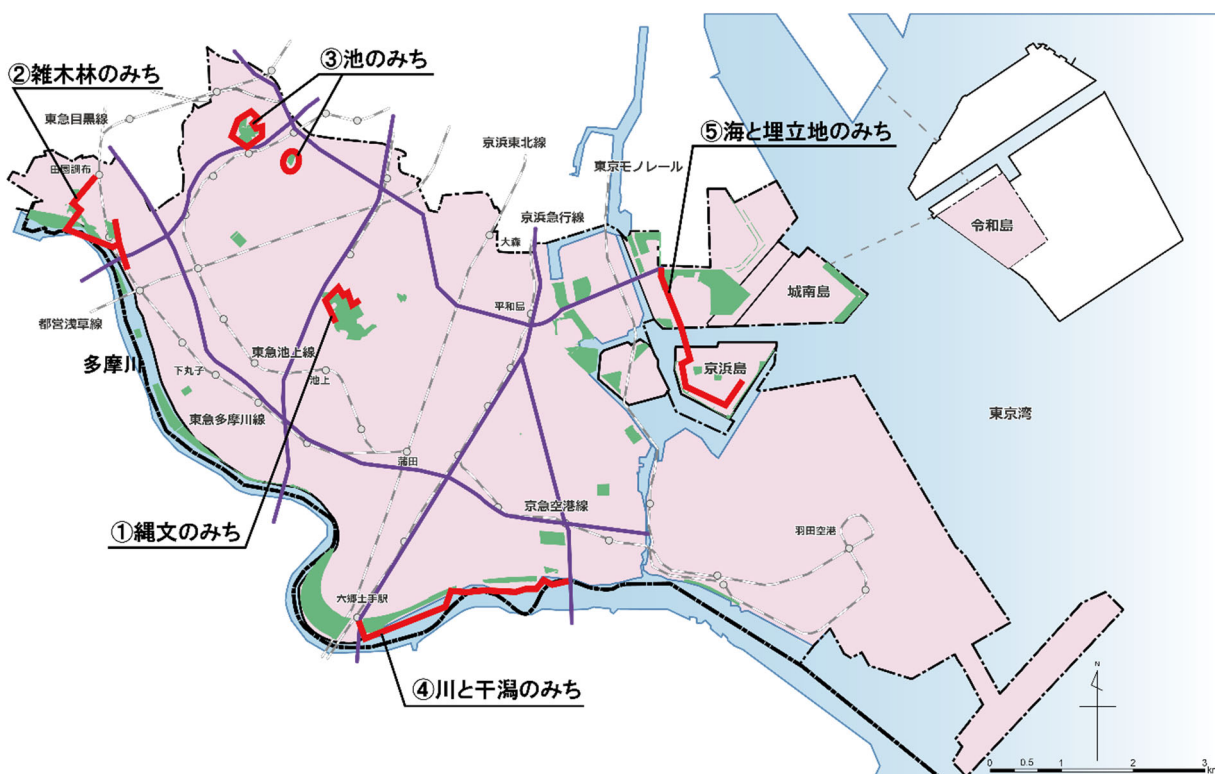 ③池のみち
②雑木林のみち
東急目黒線
京浜東北線
⑤海と埋立地のみち
東京モノレール
田園調布
京浜急行線
大森
令和島
城南島
平和島
都営浅草線
多摩川
東急池上線
下丸子
池上
京浜島
東京湾
東急多摩川線
蒲田
①縄文のみち
京急空港線
羽田空港
六郷土手駅
④川と干潟のみち
N
0 0.5 1 2 3
km